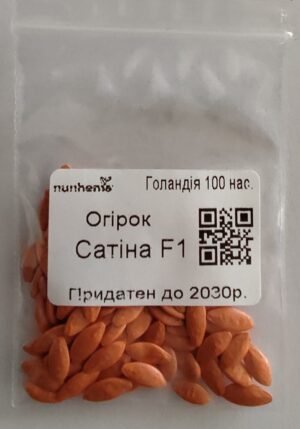 nunhems
Голандія 100 нас.
Огірок
Сатіна F1
Придатен до 2030р.